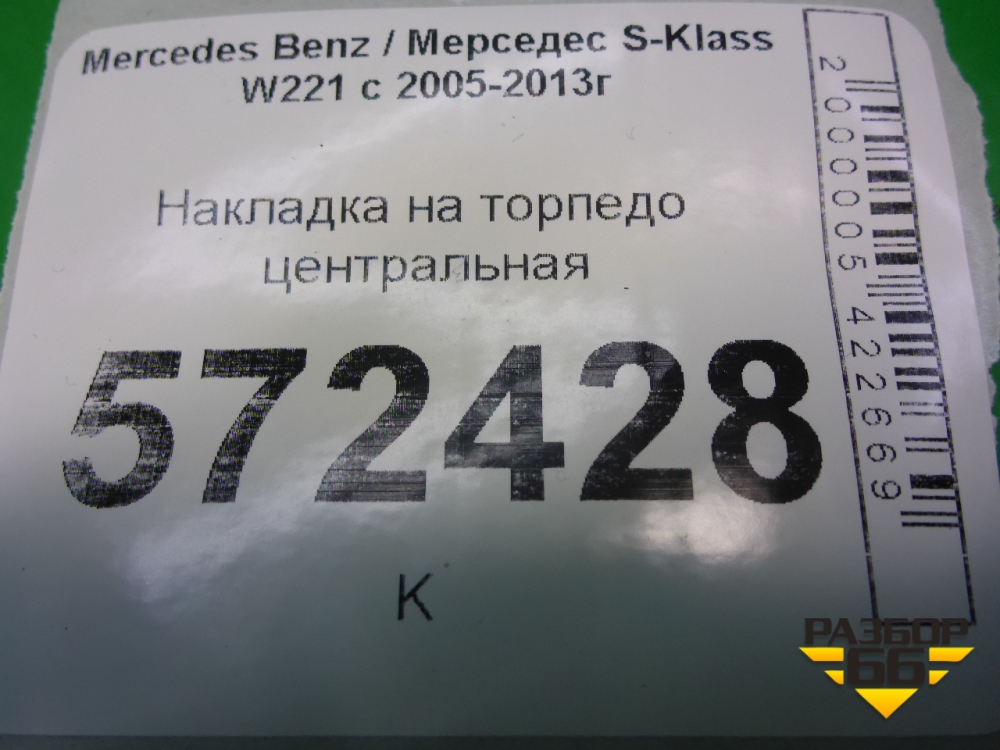 Mercedes Benz / Мерседес S-Klass
W221 с 2005-2013г
Накладка на торпедо
центральная
572428
К
2000005422669
РАЗБОР
66